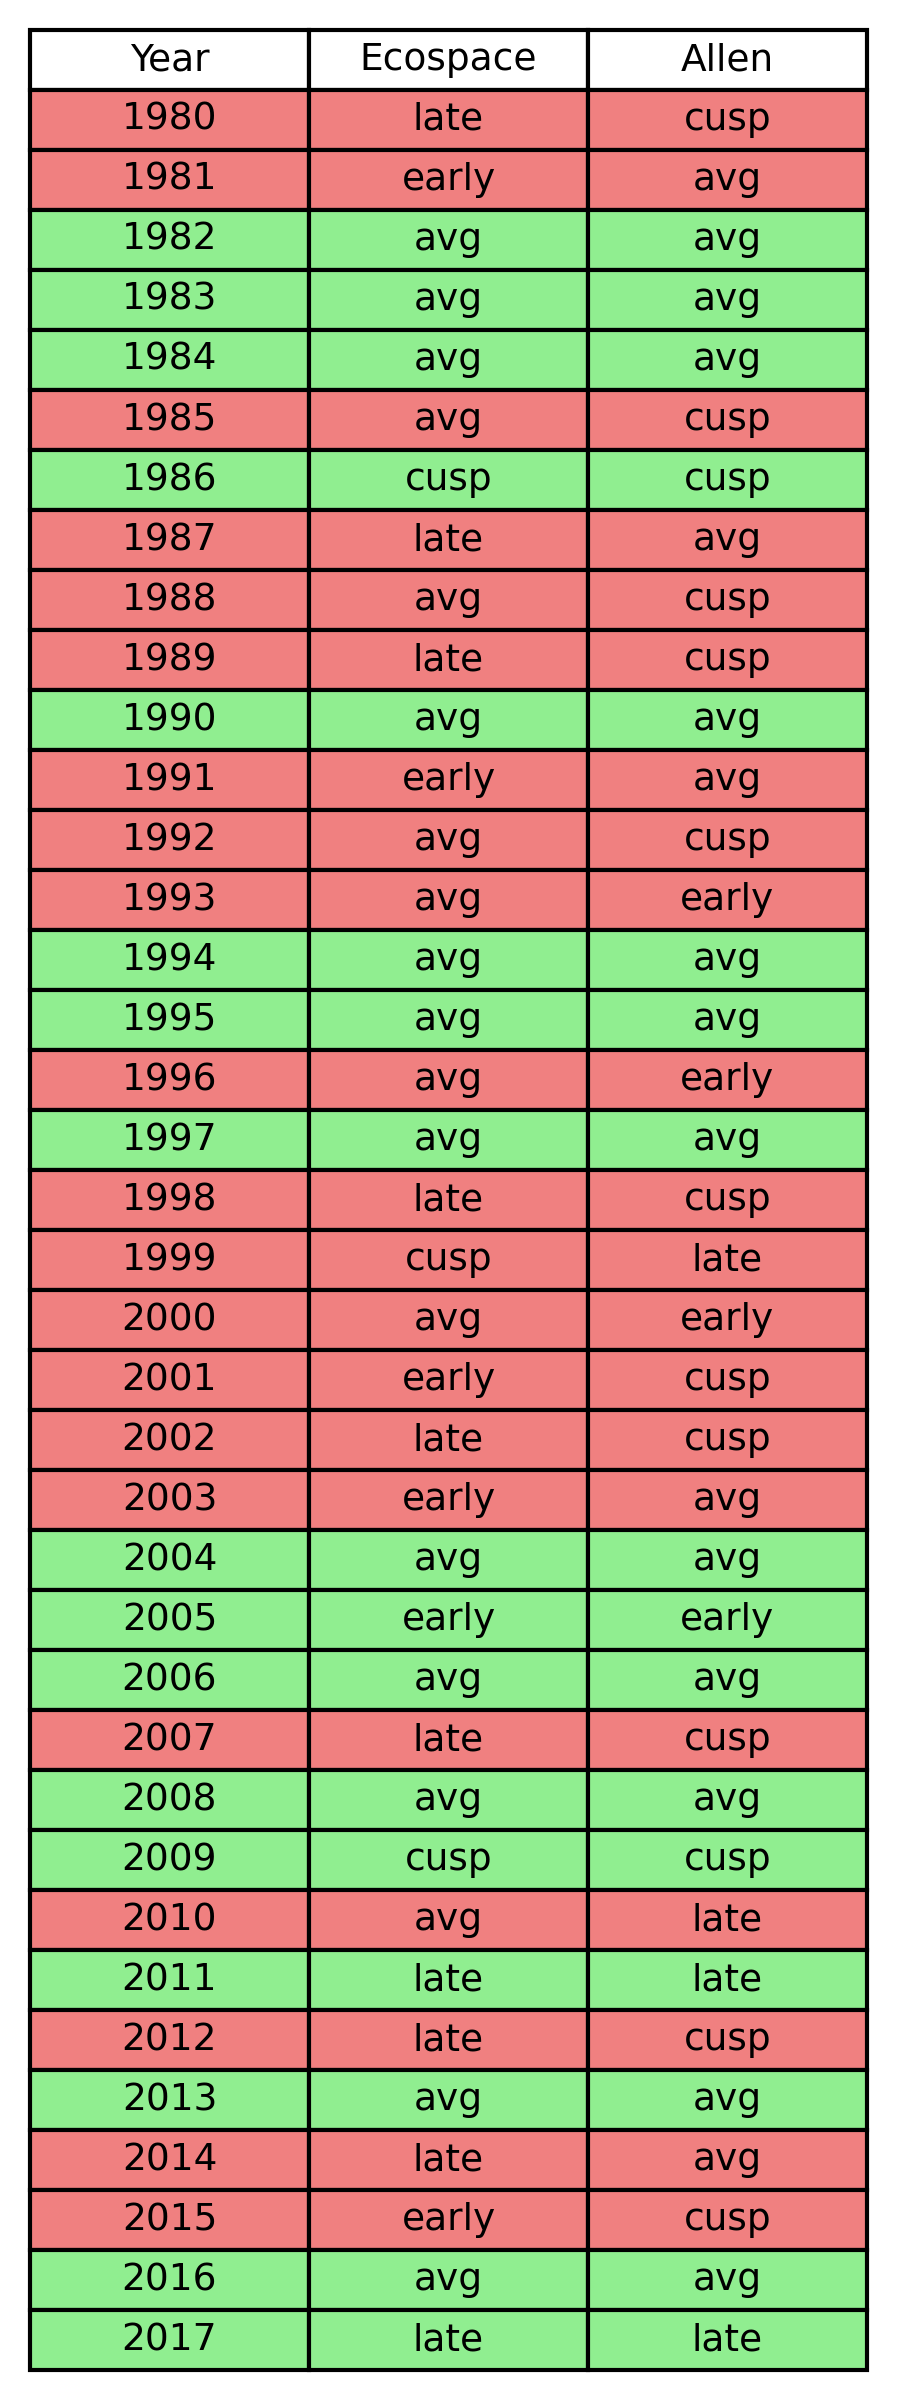 Year Ecospace Allen
1980 late cusp
1981 early avg
1982 avg avg
1983 avg avg
1984 avg avg
1985 avg cusp
1986 cusp cusp
1987 late avg
1988 avg cusp
1989 late cusp
1990 avg avg
1991 early avg
1992 avg cusp
1993 avg early
1994 avg avg
1995 avg avg
1996 avg early
1997 avg avg
1998 late cusp
1999 cusp late
2000 avg early
2001 early cusp
2002 late cusp
2003 early avg
2004 avg avg
2005 early early
2006 avg avg
2007 late cusp
2008 avg avg
2009 cusp cusp
2010 avg late
2011 late late
2012 late cusp
2013 avg avg
2014 late avg
2015 early cusp
2016 avg avg
2017 late late